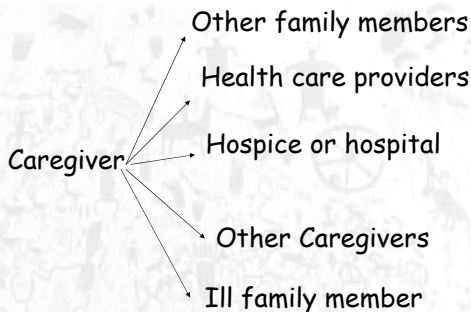 Other family members
Health care providers
Hospice or hospital
Caregiver
Other Caregivers
Ill family member